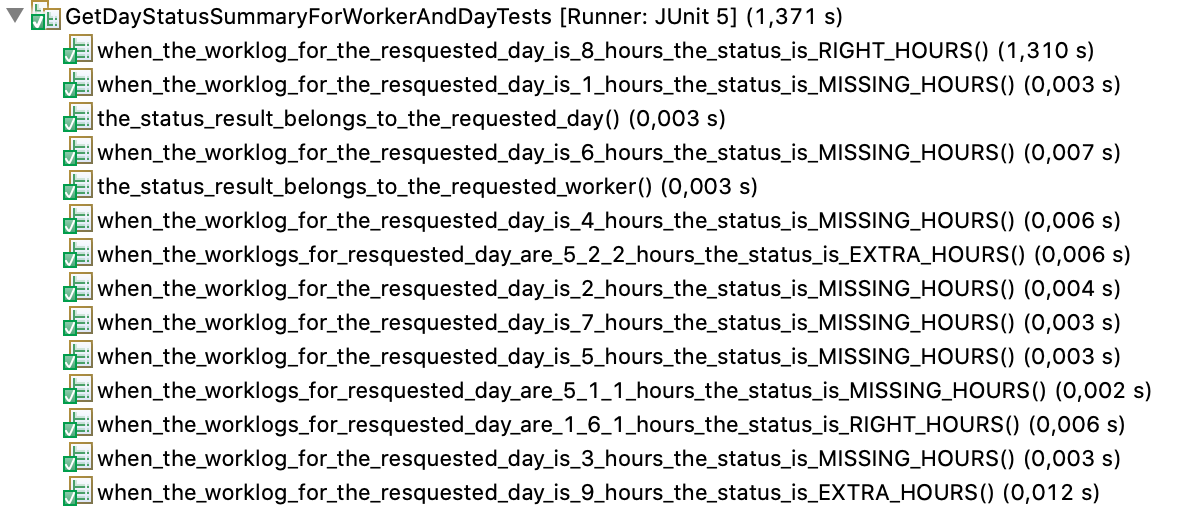 GetDayStatusSummaryForWorkerAndDayTests [Runner: JUnit 5] (1,371 s)
when_the_worklog_for_the_resquested_day_is_8_hours_the_status_is_RIGHT_HOURS() (1,310 s)
when_the_worklog_for_the_resquested_day_is_1_hours_the_status_is_MISSING_HOURS() (0,003 s)
the_status_result_belongs_to_the_requested_day() (0,003 s)
when_the_worklog_for_the_resquested_day_is_6_hours_the_status_is_MISSING_HOURS() (0,007 s)
the_status_result_belongs_to_the_requested_worker() (0,003 s)
when_the_worklog_for_the_resquested_day_is_4_hours_the_status_is_MISSING_HOURS() (0,006 s)
when_the_worklogs_for_resquested_day_are_5_2_2_hours_the_status_is_EXTRA_HOURS() (0,006 s)
when_the_worklog_for_the_resquested_day_is_2_hours_the_status_is_MISSING_HOURS() (0,004 s)
when_the_worklog_for_the_resquested_day_is_7_hours_the_status_is_MISSING_HOURS() (0,003 s)
when_the_worklog_for_the_resquested_day_is_5_hours_the_status_is_MISSING_HOURS() (0,003 s)
when_the_worklogs_for_resquested_day_are_5_1_1_hours_the_status_is_MISSING_HOURS() (0,002 s)
when_the_worklogs_for_resquested_day_are_1_6_1_hours_the_status_is_RIGHT_HOURS() (0,006 s)
when_the_worklog_for_the_resquested_day_is_3_hours_the_status_is_MISSING_HOURS() (0,003 s)
when_the_worklog_for_the_resquested_day_is_9_hours_the_status_is_EXTRA_HOURS() (0,012 s)